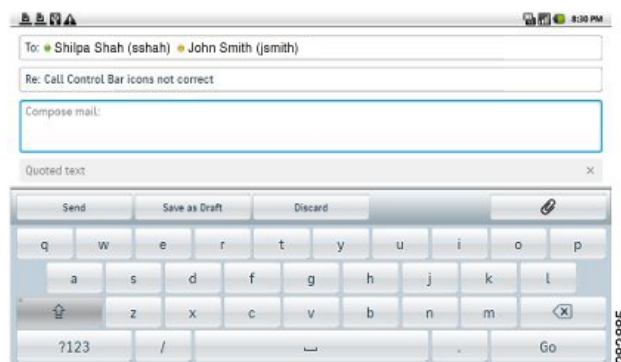 8:30 PM
To: Shilpa Shah (sshah) John Smith (jsmith)
Re: Call Control Bar icons not correct
Compose mail:
Quoted text ×
Send Save as Draft Discard
q w e r t y u i o p
a s d f g h j k l
z x c v b n m
?123 / . Go
292885